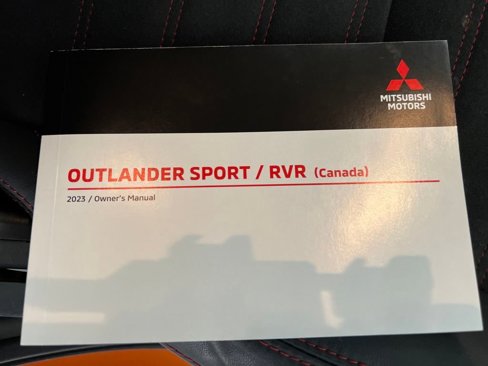 MITSUBISHI
MOTORS
OUTLANDER SPORT / RVR (Canada)
2023 / Owner's Manual